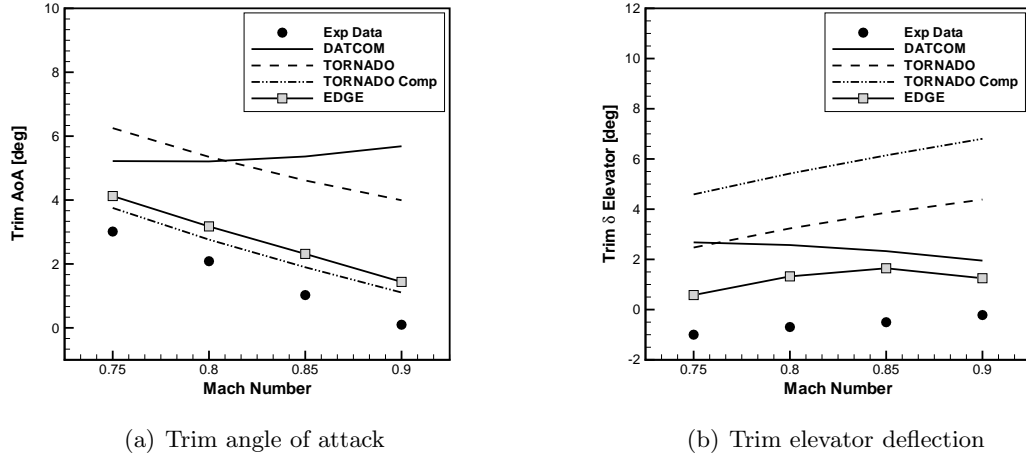 10
8
6
4
2
0
Trim AoA [deg]
0.75
0.8
0.85
0.9
Mach Number
Exp Data
DATCOM
TORNADO
TORNADO Comp
EDGE
(a) Trim angle of attack
12
10
8
6
4
2
0
-2
Trim δ Elevator [deg]
0.75
0.8
0.85
0.9
Mach Number
Exp Data
DATCOM
TORNADO
TORNADO Comp
EDGE
(b) Trim elevator deflection